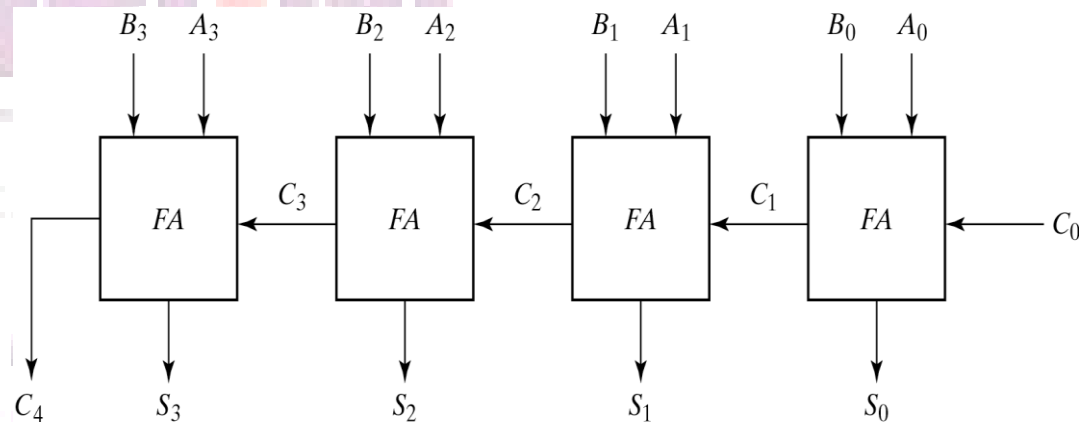 B₃ A₃ B₂ A₂ B₁ A₁ B₀ A₀
C₃ C₂ C₁
FA FA FA FA C₀
C₄ S₃ S₂ S₁ S₀